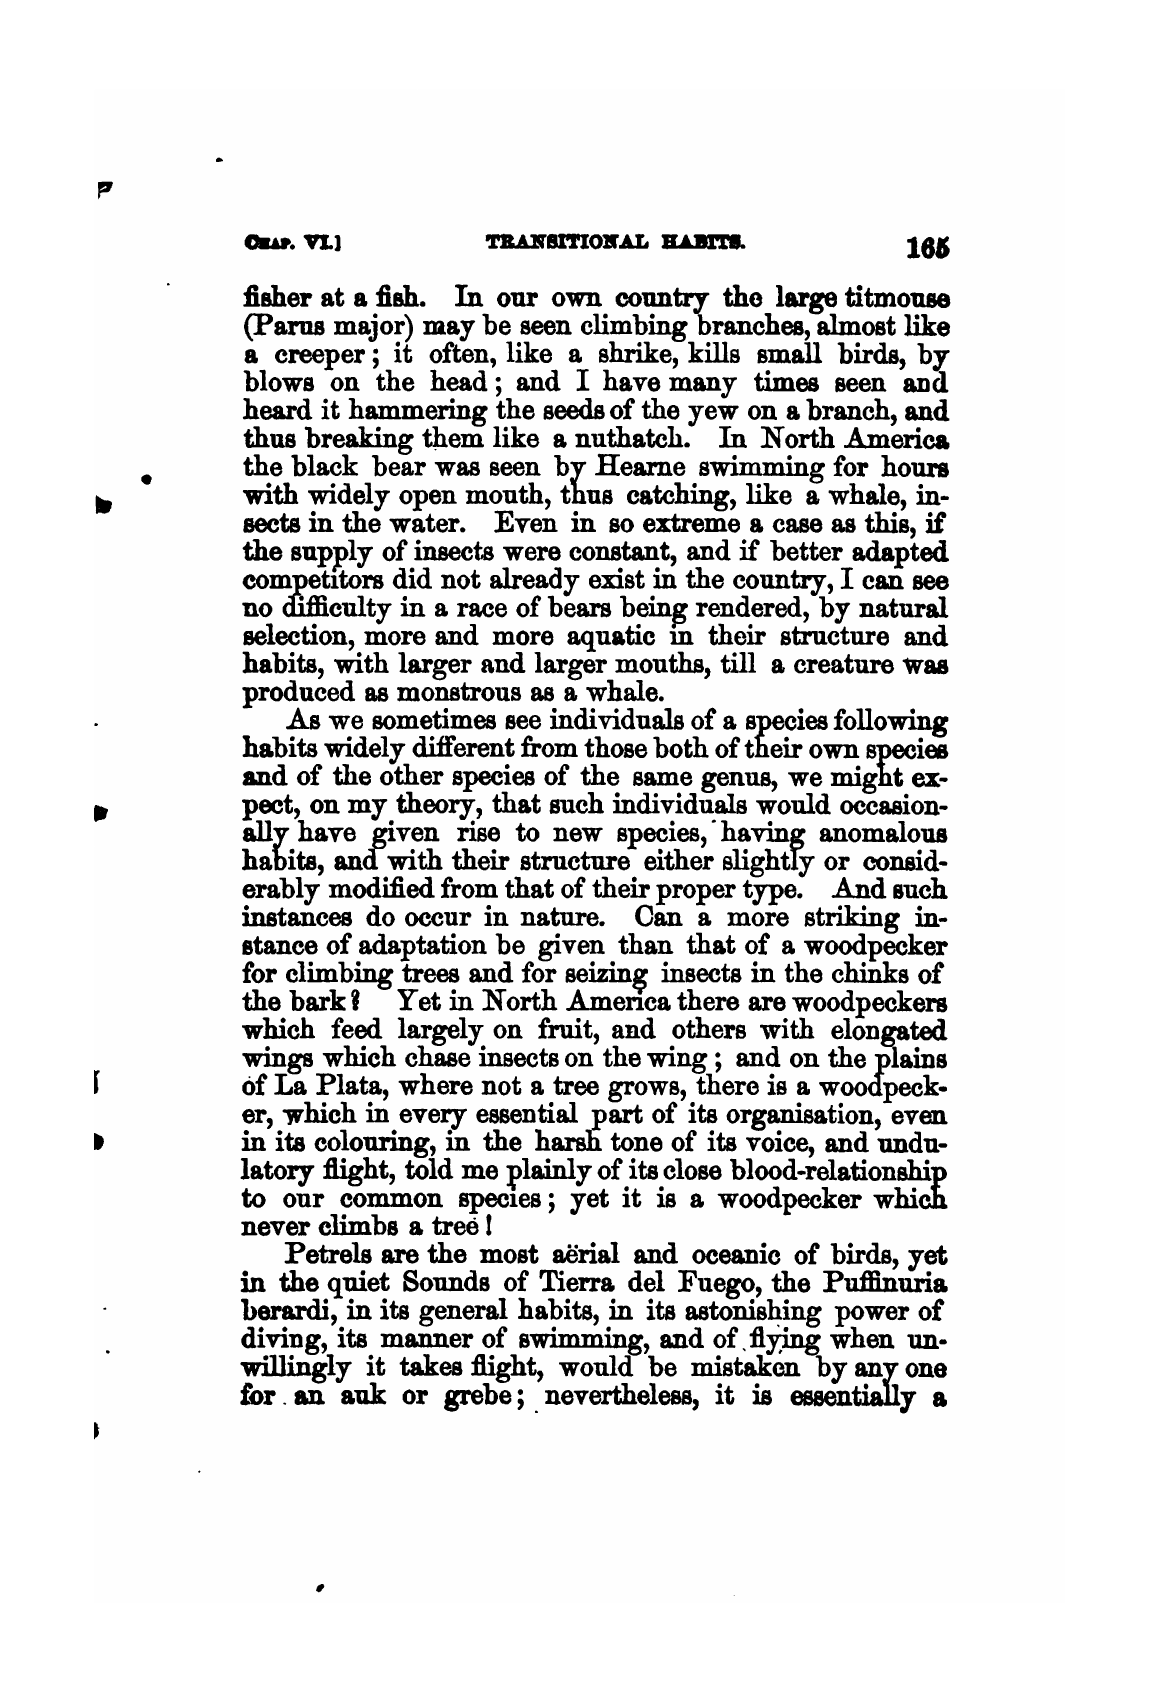 CHAP. VI.] TRANSITIONAL HABITS. 165
fisher at a fish. In our own country the large titmouse
(Parus major) may be seen climbing branches, almost like
a creeper; it often, like a shrike, kills small birds, by
blows on the head; and I have many times seen and
heard it hammering the seeds of the yew on a branch, and
thus breaking them like a nuthatch. In North America
the black bear was seen by Hearne swimming for hours
with widely open mouth, thus catching, like a whale, in-
sects in the water. Even in so extreme a case as this, if
the supply of insects were constant, and if better adapted
competitors did not already exist in the country, I can see
no difficulty in a race of bears being rendered, by natural
selection, more and more aquatic in their structure and
habits, with larger and larger mouths, till a creature was
produced as monstrous as a whale.
As we sometimes see individuals of a species following
habits widely different from those both of their own species
and of the other species of the same genus, we might ex-
pect, on my theory, that such individuals would occasion-
ally have given rise to new species, having anomalous
habits, and with their structure either slightly or consid-
erably modified from that of their proper type. And such
instances do occur in nature. Can a more striking in-
stance of adaptation be given than that of a woodpecker
for climbing trees and for seizing insects in the chinks of
the bark? Yet in North America there are woodpeckers
which feed largely on fruit, and others with elongated
wings which chase insects on the wing; and on the plains
of La Plata, where not a tree grows, there is a woodpeck-
er, which in every essential part of its organisation, even
in its colouring, in the harsh tone of its voice, and undu-
latory flight, told me plainly of its close blood-relationship
to our common species; yet it is a woodpecker which
never climbs a tree!
Petrels are the most aërial and oceanic of birds, yet
in the quiet Sounds of Tierra del Fuego, the Puffinuria
berardi, in its general habits, in its astonishing power of
diving, its manner of swimming, and of flying when un-
willingly it takes flight, would be mistaken by any one
for an auk or grebe; nevertheless, it is essentially a